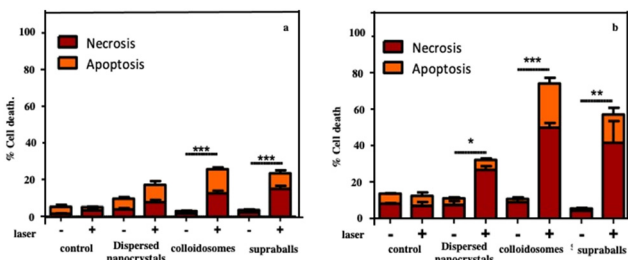 a
% Cell death.
100
80
60
40
20
0
Necrosis
Apoptosis
***
***
laser - + - + - + - +
control Dispersed nanocrystals colloidosomes supraballs
b
% Cell death
100
80
60
40
20
0
Necrosis
Apoptosis
*
***
**
laser - + - + - + - +
control Dispersed nanocrystals colloidosomes supraballs